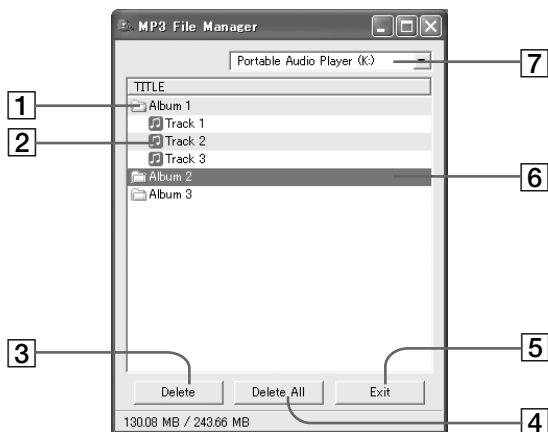 MP3 File Manager
Portable Audio Player (K:)
7
TITLE
1
Album 1
Track 1
2
Track 2
Track 3
Album 2
6
Album 3
3
5
Delete
Delete All
Exit
130.08 MB / 243.66 MB
4